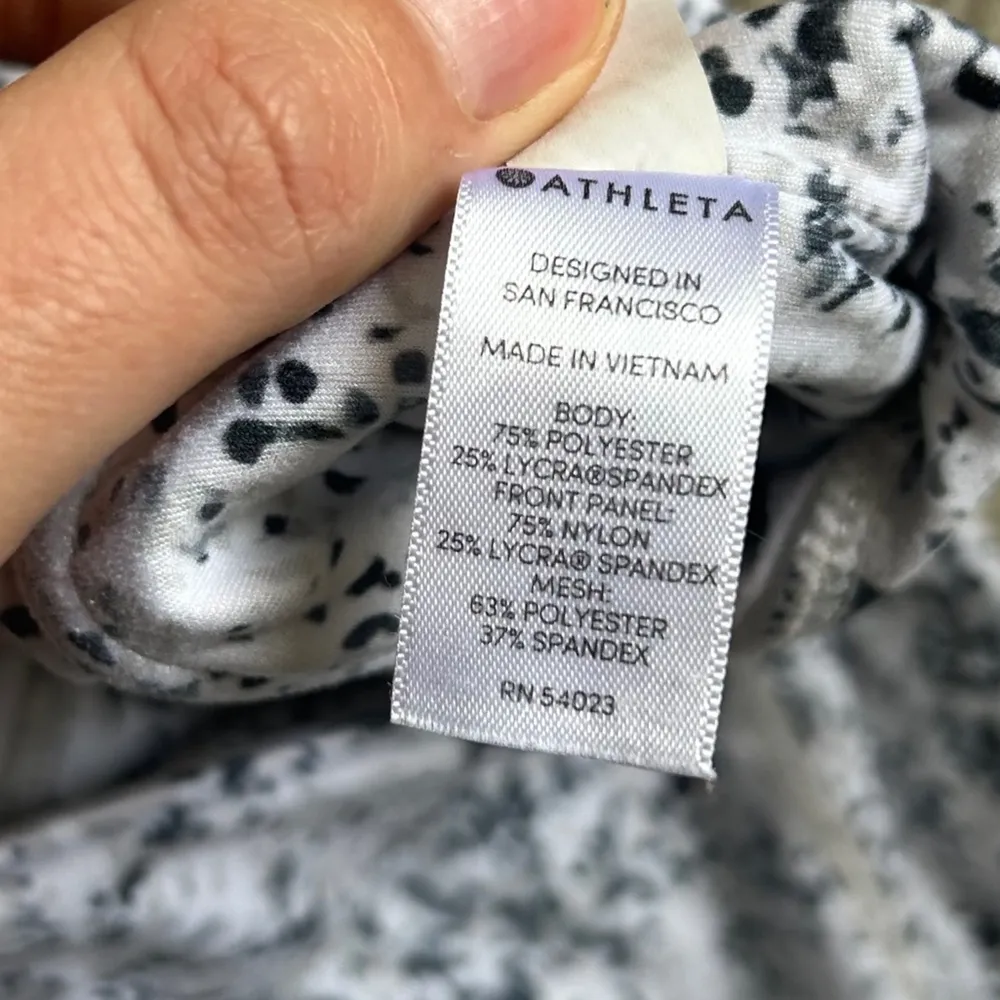 ATHLETA
DESIGNED IN
SAN FRANCISCO
MADE IN VIETNAM
BODY:
75% POLYESTER
25% LYCRA®SPANDEX
FRONT PANEL:
75% NYLON
25% LYCRA® SPANDEX
MESH:
63% POLYESTER
37% SPANDEX
RN 54023